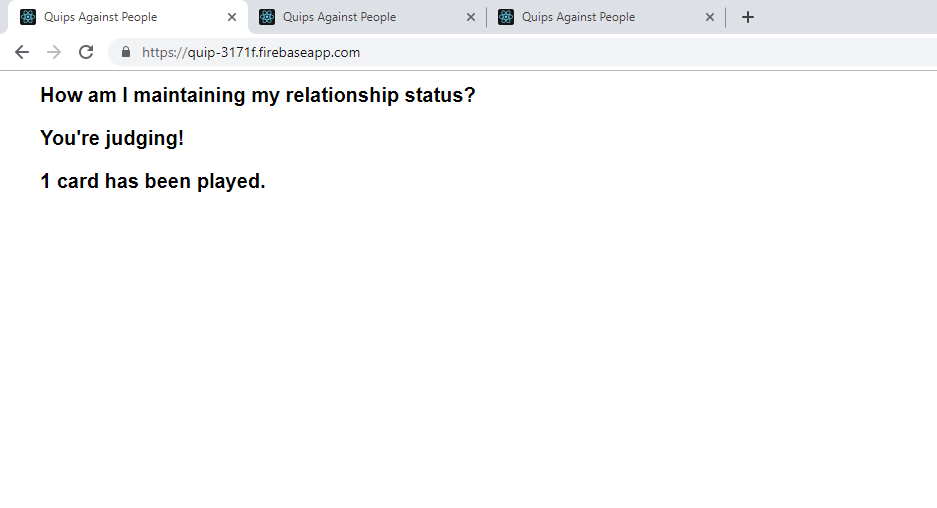 Quips Against People
Quips Against People
Quips Against People
https://quip-3171f.firebaseapp.com
How am I maintaining my relationship status?
You're judging!
1 card has been played.